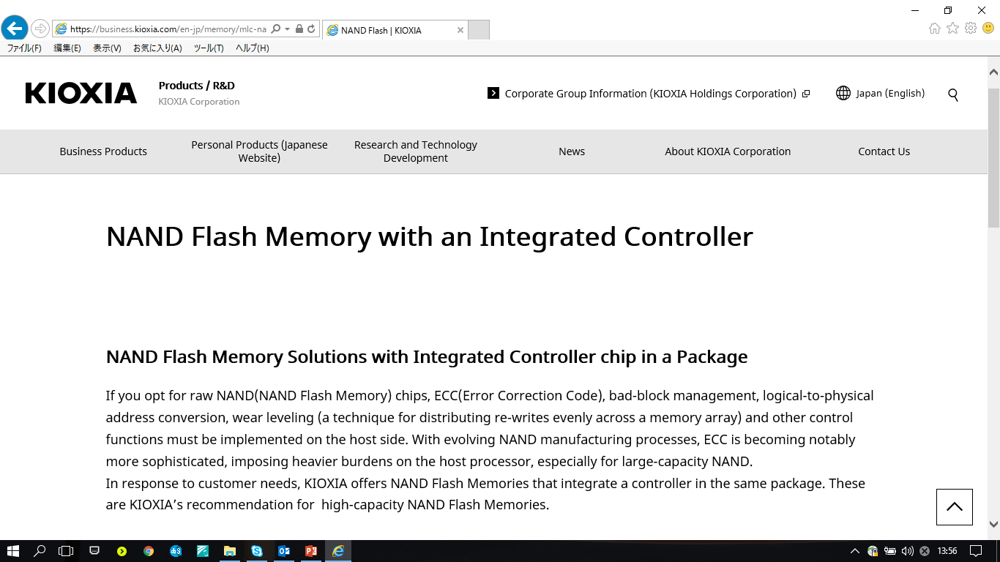 https://business.kioxia.com/en-jp/memory/mlc-na
NAND Flash | KIOXIA
ファイル(F) 編集(E) 表示(V) お気に入り(A) ツール(T) ヘルプ(H)
KIOXIA
Products / R&D
KIOXIA Corporation
Corporate Group Information (KIOXIA Holdings Corporation)
Japan (English)
Business Products
Personal Products (Japanese
Website)
Research and Technology
Development
News
About KIOXIA Corporation
Contact Us
NAND Flash Memory with an Integrated Controller
NAND Flash Memory Solutions with Integrated Controller chip in a Package
If you opt for raw NAND(NAND Flash Memory) chips, ECC(Error Correction Code), bad-block management, logical-to-physical
address conversion, wear leveling (a technique for distributing re-writes evenly across a memory array) and other control
functions must be implemented on the host side. With evolving NAND manufacturing processes, ECC is becoming notably
more sophisticated, imposing heavier burdens on the host processor, especially for large-capacity NAND.
In response to customer needs, KIOXIA offers NAND Flash Memories that integrate a controller in the same package. These
are KIOXIA’s recommendation for  high-capacity NAND Flash Memories.
13:56